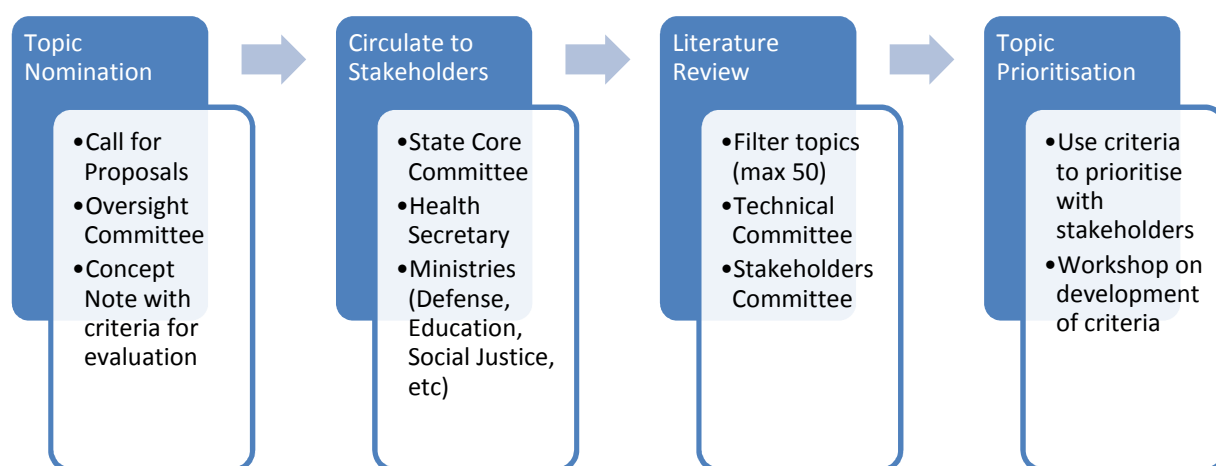 Topic
Nomination
•Call for
Proposals
•Oversight
Committee
•Concept
Note with
criteria for
evaluation
Circulate to
Stakeholders
•State Core
Committee
•Health
Secretary
•Ministries
(Defense,
Education,
Social Justice,
etc)
Literature
Review
•Filter topics
(max 50)
•Technical
Committee
•Stakeholders
Committee
Topic
Prioritisation
•Use criteria
to prioritise
with
stakeholders
•Workshop on
development
of criteria